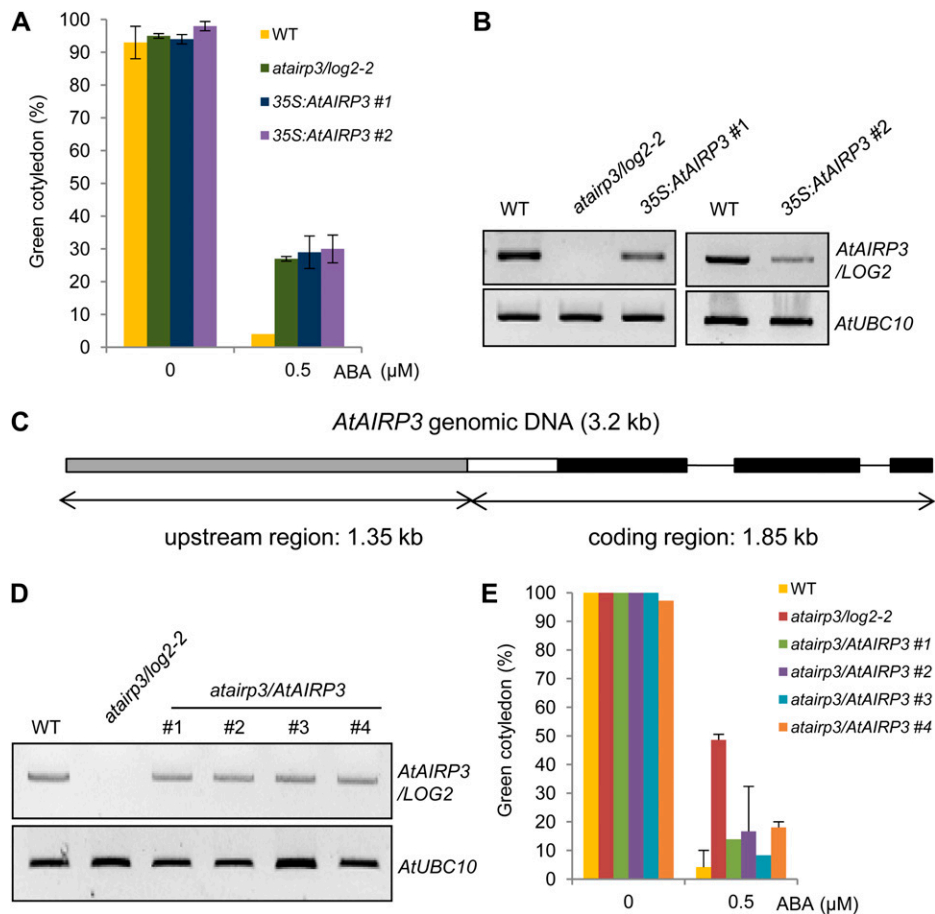 A
Green cotyledon (%)
100
90
80
70
60
50
40
30
20
10
0
0
0.5
ABA (µM)
WT
atairp3/log2-2
35S:AtAIRP3 #1
35S:AtAIRP3 #2
B
WT
atairp3/log2-2
35S:AtAIRP3 #1
WT
35S:AtAIRP3 #2
AtAIRP3
/LOG2
AtUBC10
C
AtAIRP3 genomic DNA (3.2 kb)
upstream region: 1.35 kb
coding region: 1.85 kb
D
WT
atairp3/log2-2
atairp3/AtAIRP3
#1
#2
#3
#4
AtAIRP3
/LOG2
AtUBC10
E
Green cotyledon (%)
100
90
80
70
60
50
40
30
20
10
0
0
0.5
ABA (µM)
WT
atairp3/log2-2
atairp3/AtAIRP3 #1
atairp3/AtAIRP3 #2
atairp3/AtAIRP3 #3
atairp3/AtAIRP3 #4